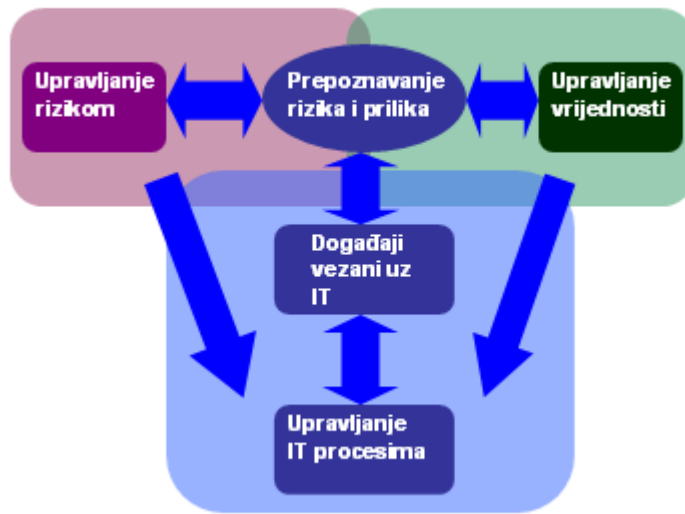 Upravljanje
rizikom
Prepoznavanje
rizika i prilika
Upravljanje
vrijednosti
Događaji
vezani uz
IT
Upravljanje
IT procesima